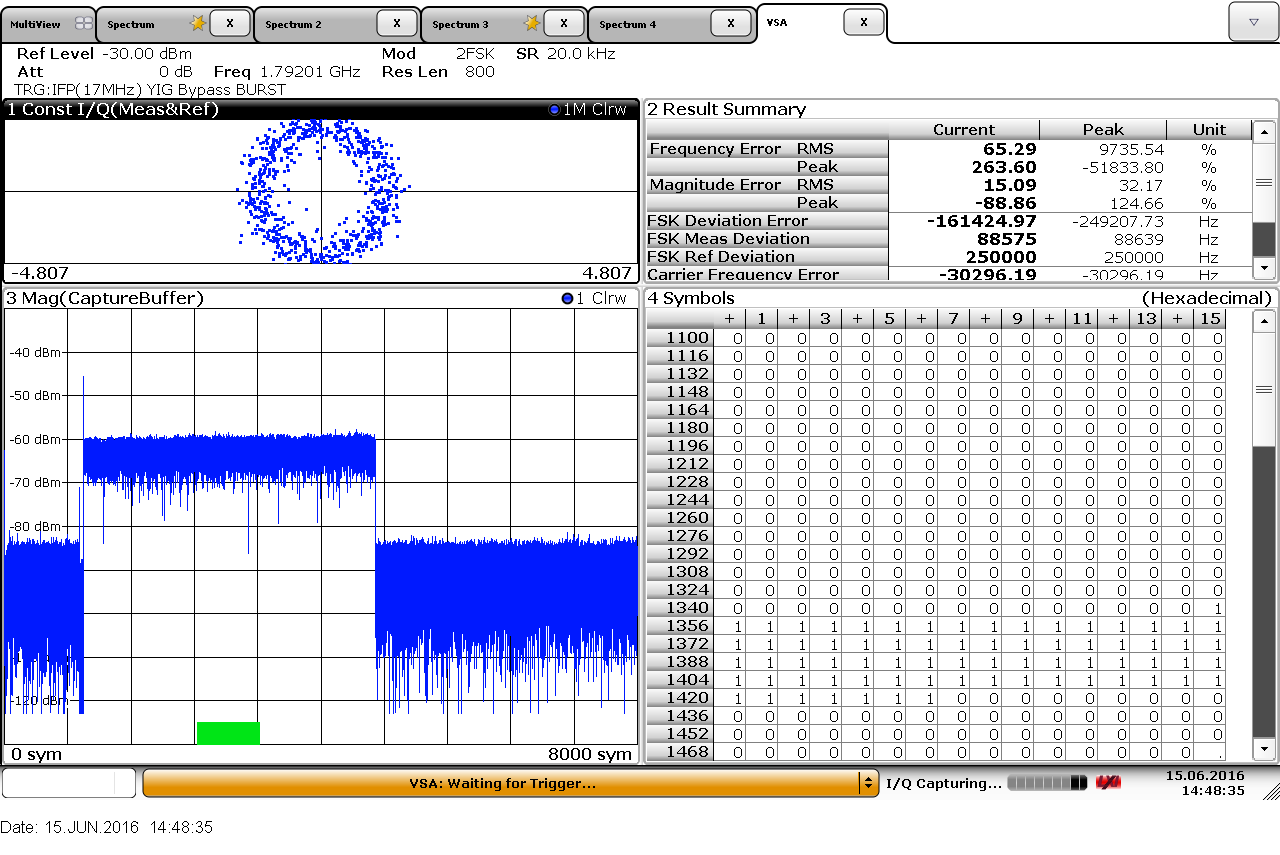 MultiView Spectrum X Spectrum 2 X Spectrum 3 X Spectrum 4 X VSA X
Ref Level -30.00 dBm Mod 2FSK SR 20.0 kHz
Att 0 dB Freq 1.79201 GHz Res Len 800
TRG:IFP(17MHz) YIG Bypass BURST
1 Const I/Q(Meas&Ref) 1M Clrw
-4.807 4.807
2 Result Summary
Current Peak Unit
Frequency Error RMS 65.29 9735.54 %
Peak 263.60 -51833.80 %
Magnitude Error RMS 15.09 32.17 %
Peak -88.86 124.66 %
FSK Deviation Error -161424.97 -249207.73 Hz
FSK Meas Deviation 88575 88639 Hz
FSK Ref Deviation 250000 250000 Hz
Carrier Frequency Error -30296.19 -30296.19 Hz
3 Mag(CaptureBuffer) 1 Clrw
-40 dBm
-50 dBm
-60 dBm
-70 dBm
-80 dBm
-120 dBm
0 sym 8000 sym
4 Symbols (Hexadecimal)
+ 1 + 3 + 5 + 7 + 9 + 11 + 13 + 15
1100 0 0 0 0 0 0 0 0 0 0 0 0 0 0 0 0
1116 0 0 0 0 0 0 0 0 0 0 0 0 0 0 0 0
1132 0 0 0 0 0 0 0 0 0 0 0 0 0 0 0 0
1148 0 0 0 0 0 0 0 0 0 0 0 0 0 0 0 0
1164 0 0 0 0 0 0 0 0 0 0 0 0 0 0 0 0
1180 0 0 0 0 0 0 0 0 0 0 0 0 0 0 0 0
1196 0 0 0 0 0 0 0 0 0 0 0 0 0 0 0 0
1212 0 0 0 0 0 0 0 0 0 0 0 0 0 0 0 0
1228 0 0 0 0 0 0 0 0 0 0 0 0 0 0 0 0
1244 0 0 0 0 0 0 0 0 0 0 0 0 0 0 0 0
1260 0 0 0 0 0 0 0 0 0 0 0 0 0 0 0 0
1276 0 0 0 0 0 0 0 0 0 0 0 0 0 0 0 0
1292 0 0 0 0 0 0 0 0 0 0 0 0 0 0 0 0
1308 0 0 0 0 0 0 0 0 0 0 0 0 0 0 0 0
1324 0 0 0 0 0 0 0 0 0 0 0 0 0 0 0 0
1340 0 0 0 0 0 0 0 0 0 0 0 0 0 0 0 1
1356 1 1 1 1 1 1 1 1 1 1 1 1 1 1 1 1
1372 1 1 1 1 1 1 1 1 1 1 1 1 1 1 1 1
1388 1 1 1 1 1 1 1 1 1 1 1 1 1 1 1 1
1404 1 1 1 1 1 1 1 1 1 1 1 1 1 1 1 1
1420 1 1 1 1 1 1 1 0 0 0 0 0 0 0 0 0
1436 0 0 0 0 0 0 0 0 0 0 0 0 0 0 0 0
1452 0 0 0 0 0 0 0 0 0 0 0 0 0 0 0 0
1468 0 0 0 0 0 0 0 0 0 0 0 0 0 0 0 .
VSA: Waiting for Trigger... I/Q Capturing... 15.06.2016
14:48:35
Date: 15.JUN.2016 14:48:35